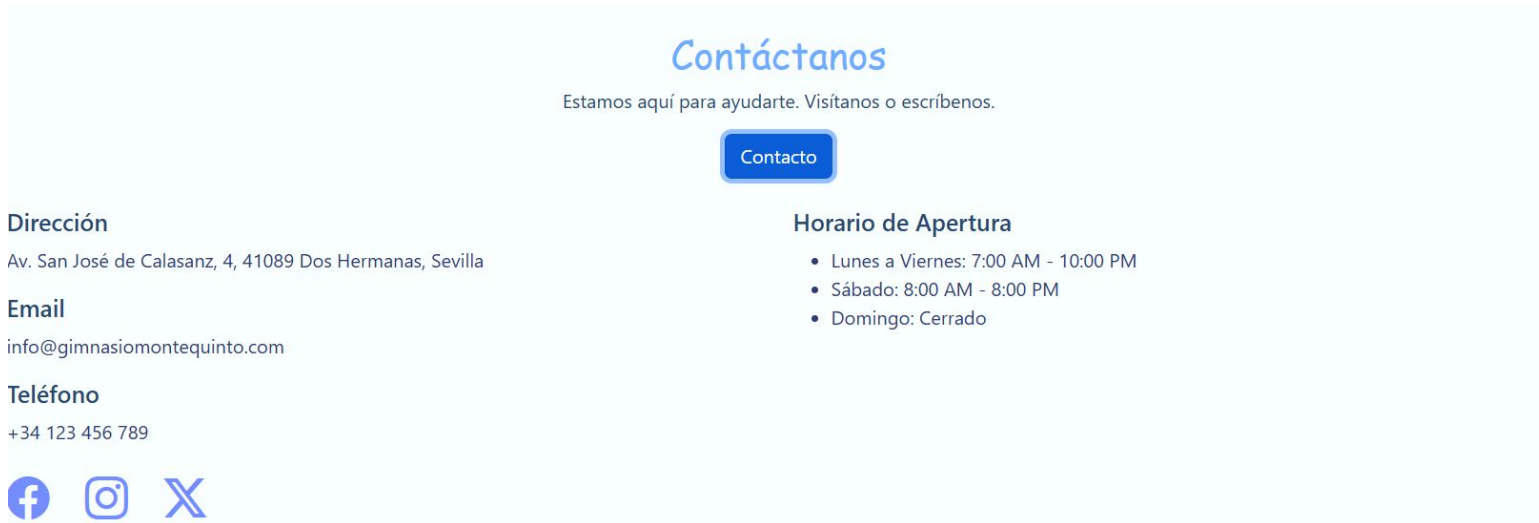 Contáctanos
Estamos aquí para ayudarte. Visítanos o escríbenos.
Contacto
Dirección
Av. San José de Calasanz, 4, 41089 Dos Hermanas, Sevilla
Email
info@gimnasiomontequinto.com
Teléfono
+34 123 456 789
Horario de Apertura
Lunes a Viernes: 7:00 AM - 10:00 PM
Sábado: 8:00 AM - 8:00 PM
Domingo: Cerrado